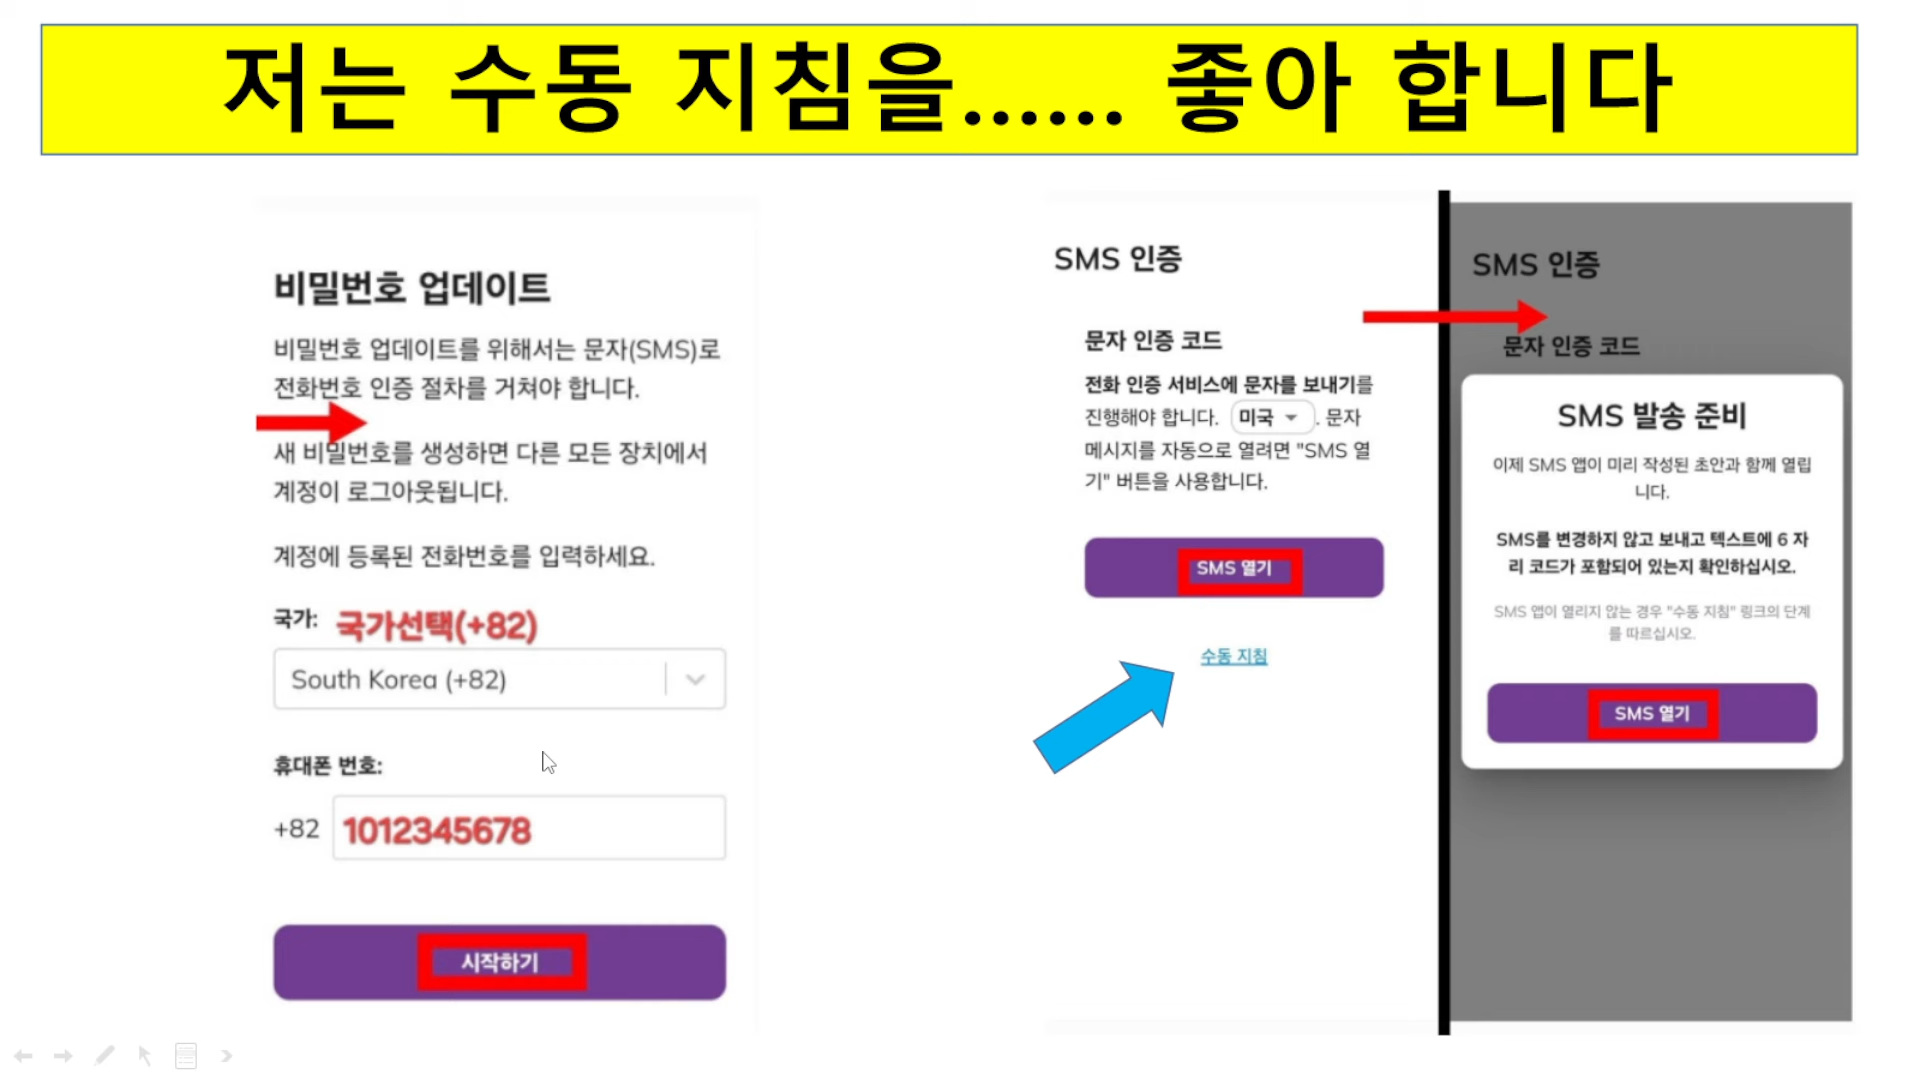 저는 수동 지침을...... 좋아 합니다
비밀번호 업데이트
비밀번호 업데이트를 위해서는 문자(SMS)로
전화번호 인증 절차를 거쳐야 합니다.
새 비밀번호를 생성하면 다른 모든 장치에서
계정이 로그아웃됩니다.
계정에 등록된 전화번호를 입력하세요.
국가: 국가선택(+82)
South Korea (+82)
휴대폰 번호:
+82 1012345678
시작하기
SMS 인증
문자 인증 코드
전화 인증 서비스에 문자를 보내기를
진행해야 합니다. 미국 . 문자
메시지를 자동으로 열려면 "SMS 열
기" 버튼을 사용합니다.
SMS 열기
수동 지침
SMS 인증
문자 인증 코드
SMS 발송 준비
이제 SMS 앱이 미리 작성된 초안과 함께 열립
니다.
SMS를 변경하지 않고 보내고 텍스트에 6 자
리 코드가 포함되어 있는지 확인하십시오.
SMS 앱이 열리지 않는 경우 "수동 지침" 링크의 단계
를 따르십시오.
SMS 열기